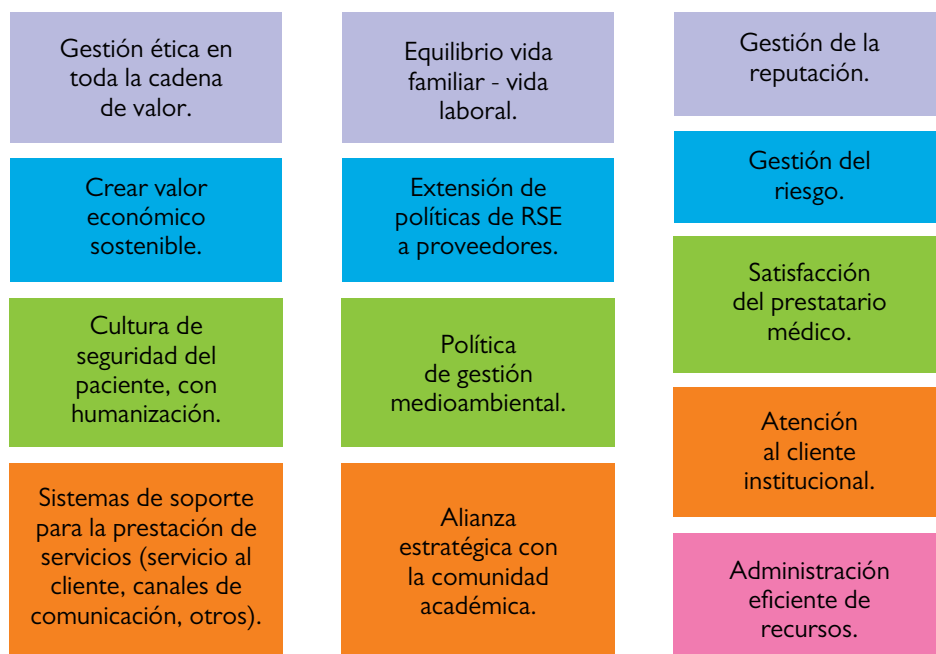 Gestión ética en
toda la cadena
de valor.
Crear valor
económico
sostenible.
Cultura de
seguridad del
paciente, con
humanización.
Sistemas de soporte
para la prestación de
servicios (servicio al
cliente, canales de
comunicación, otros).
Equilibrio vida
familiar - vida
laboral.
Extensión de
políticas de RSE
a proveedores.
Política
de gestión
medioambiental.
Alianza
estratégica con
la comunidad
académica.
Gestión de la
reputación.
Gestión del
riesgo.
Satisfacción
del prestatario
médico.
Atención
al cliente
institucional.
Administración
eficiente de
recursos.